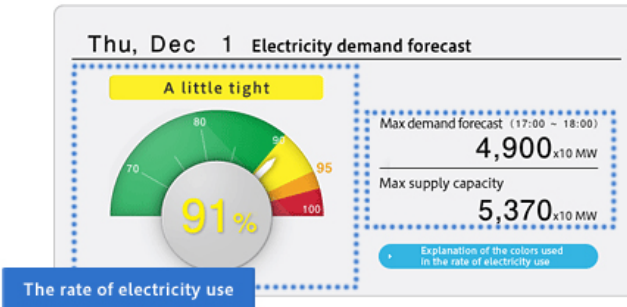 Thu, Dec 1 Electricity demand forecast
A little tight
70
80
90
95
100
91%
Max demand forecast (17:00 ~ 18:00)
4,900x10 MW
Max supply capacity
5,370x10 MW
Explanation of the colors used
in the rate of electricity use
The rate of electricity use